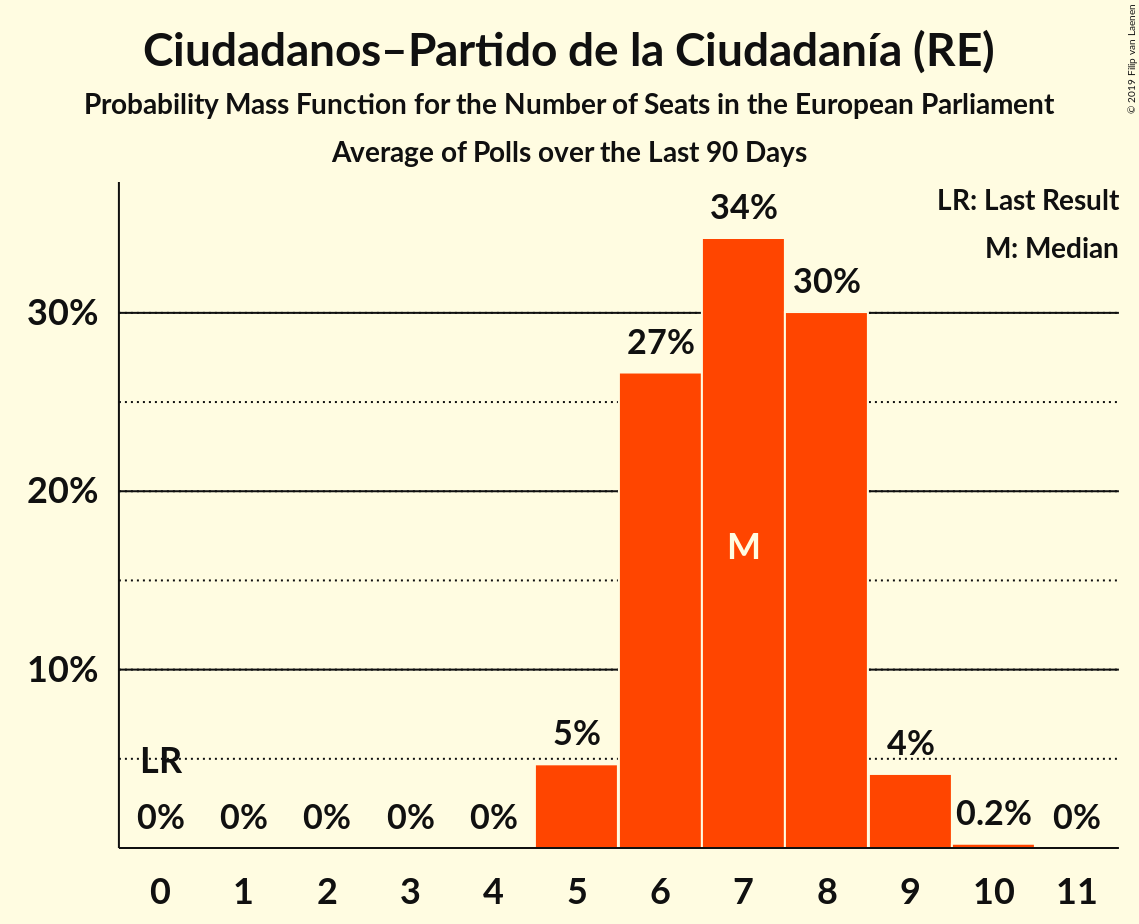 Ciudadanos–Partido de la Ciudadanía (RE)
Probability Mass Function for the Number of Seats in the European Parliament
Average of Polls over the Last 90 Days
© 2019 Filip van Laenen
LR: Last Result
M: Median
34%
30%
27%
30%
20%
M
10%
5%
4%
LR
0% 0% 0% 0% 0% 0.2% 0%
0 1 2 3 4 5 6 7 8 9 10 11